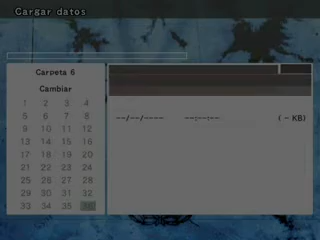 Cargar datos
Carpeta 6
Cambiar
--/--/---- --:--:-- ( - KB)
1 2 3 4
5 6 7 8
9 10 11 12
13 14 15 16
17 18 19 20
21 22 23 24
25 26 27 28
29 30 31 32
33 34 35 36